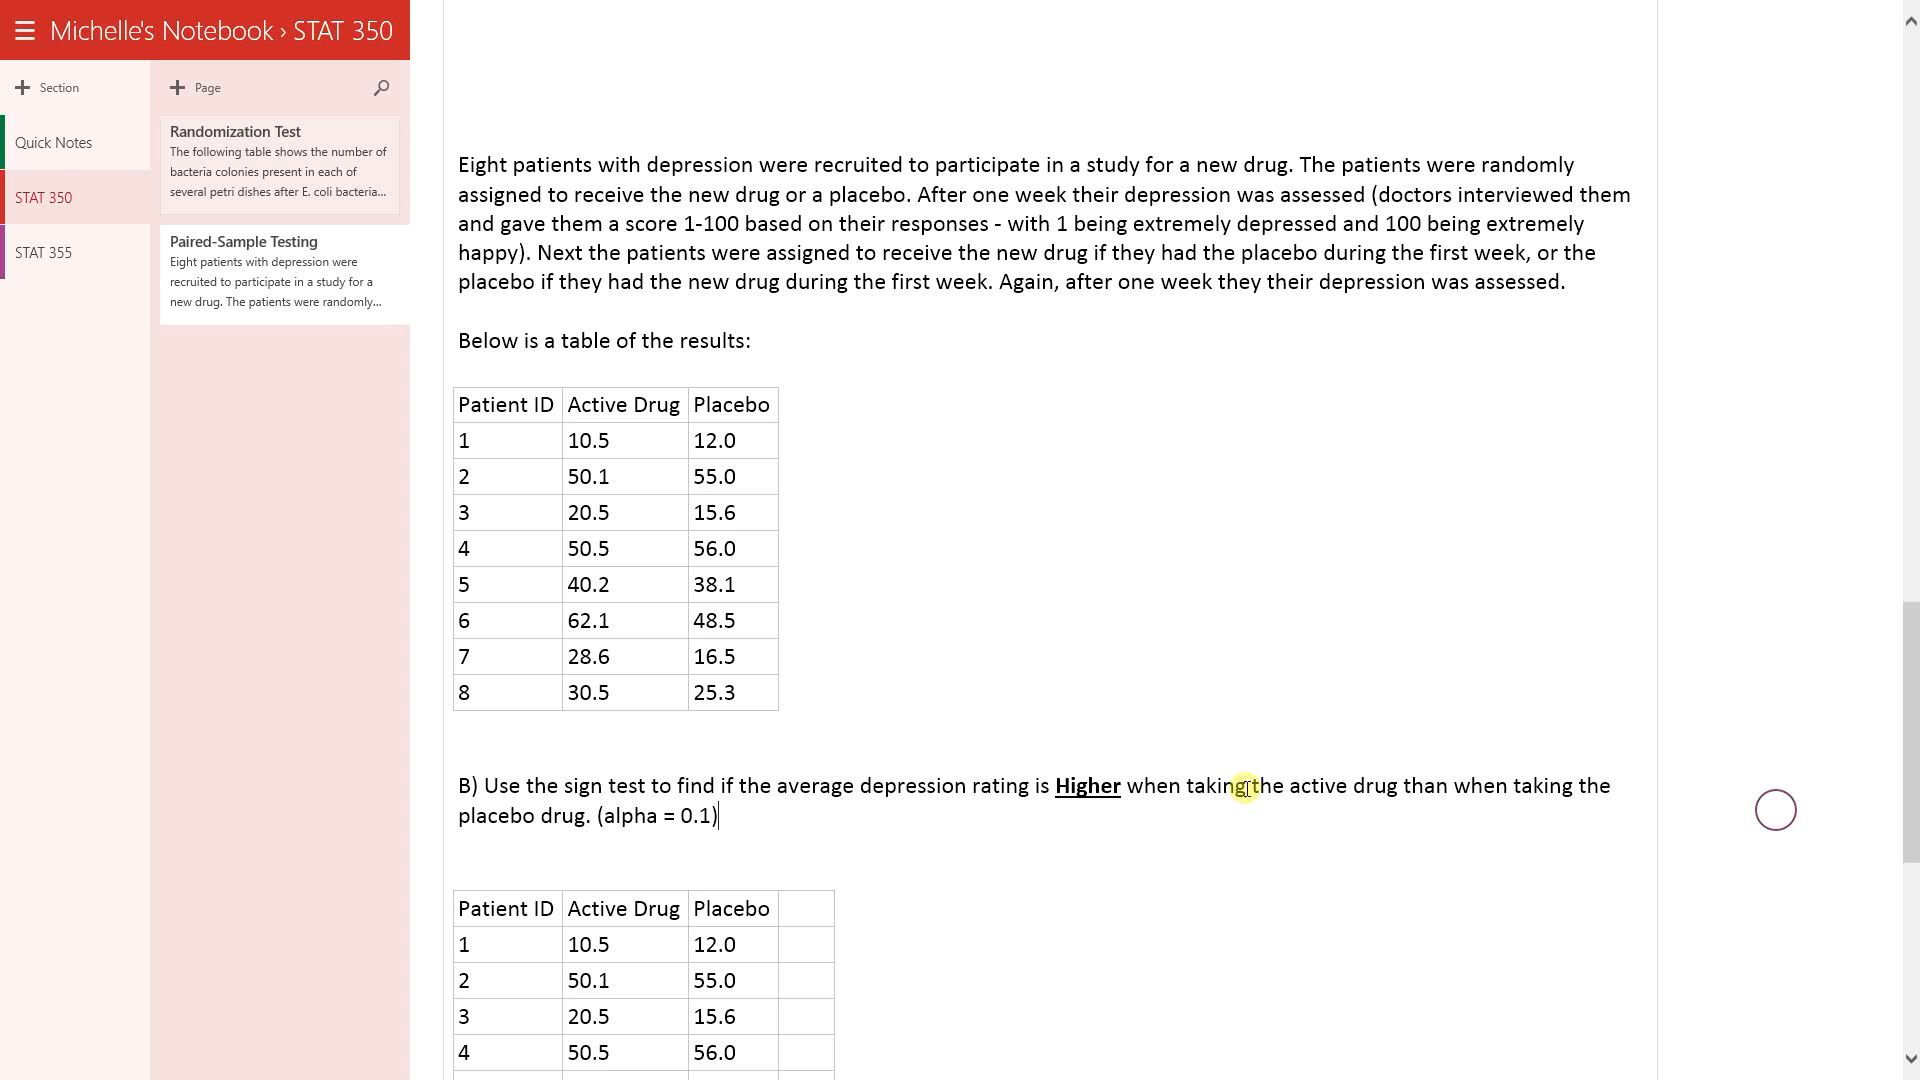 Michelle's Notebook › STAT 350
Section
Page
Quick Notes
STAT 350
STAT 355
Randomization Test
The following table shows the number of
bacteria colonies present in each of
several petri dishes after E. coli bacteria...
Paired-Sample Testing
Eight patients with depression were
recruited to participate in a study for a
new drug. The patients were randomly...
Eight patients with depression were recruited to participate in a study for a new drug. The patients were randomly
assigned to receive the new drug or a placebo. After one week their depression was assessed (doctors interviewed them
and gave them a score 1-100 based on their responses - with 1 being extremely depressed and 100 being extremely
happy). Next the patients were assigned to receive the new drug if they had the placebo during the first week, or the
placebo if they had the new drug during the first week. Again, after one week they their depression was assessed.
Below is a table of the results:
Patient ID Active Drug Placebo
1 10.5 12.0
2 50.1 55.0
3 20.5 15.6
4 50.5 56.0
5 40.2 38.1
6 62.1 48.5
7 28.6 16.5
8 30.5 25.3
B) Use the sign test to find if the average depression rating is Higher when taking the active drug than when taking the
placebo drug. (alpha = 0.1)
Patient ID Active Drug Placebo
1 10.5 12.0
2 50.1 55.0
3 20.5 15.6
4 50.5 56.0